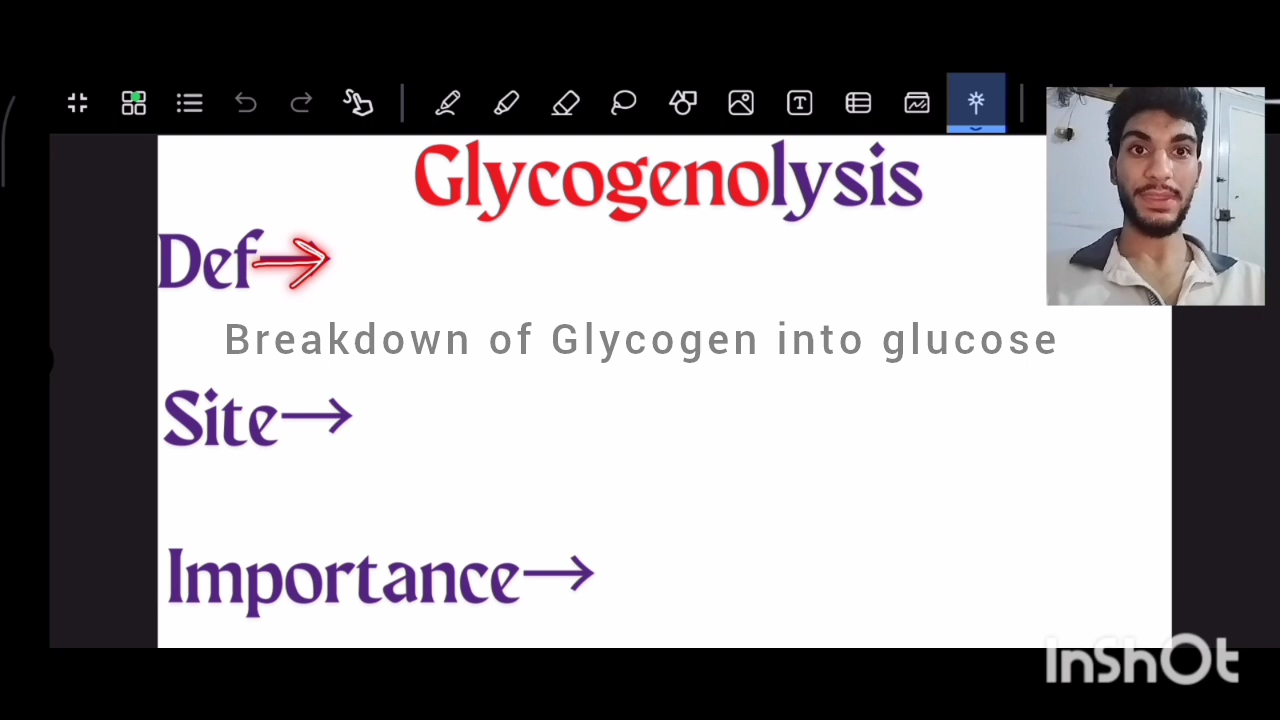 Glycogenolysis
Def→
Breakdown of Glycogen into glucose
Site→
Importance→
InShOt